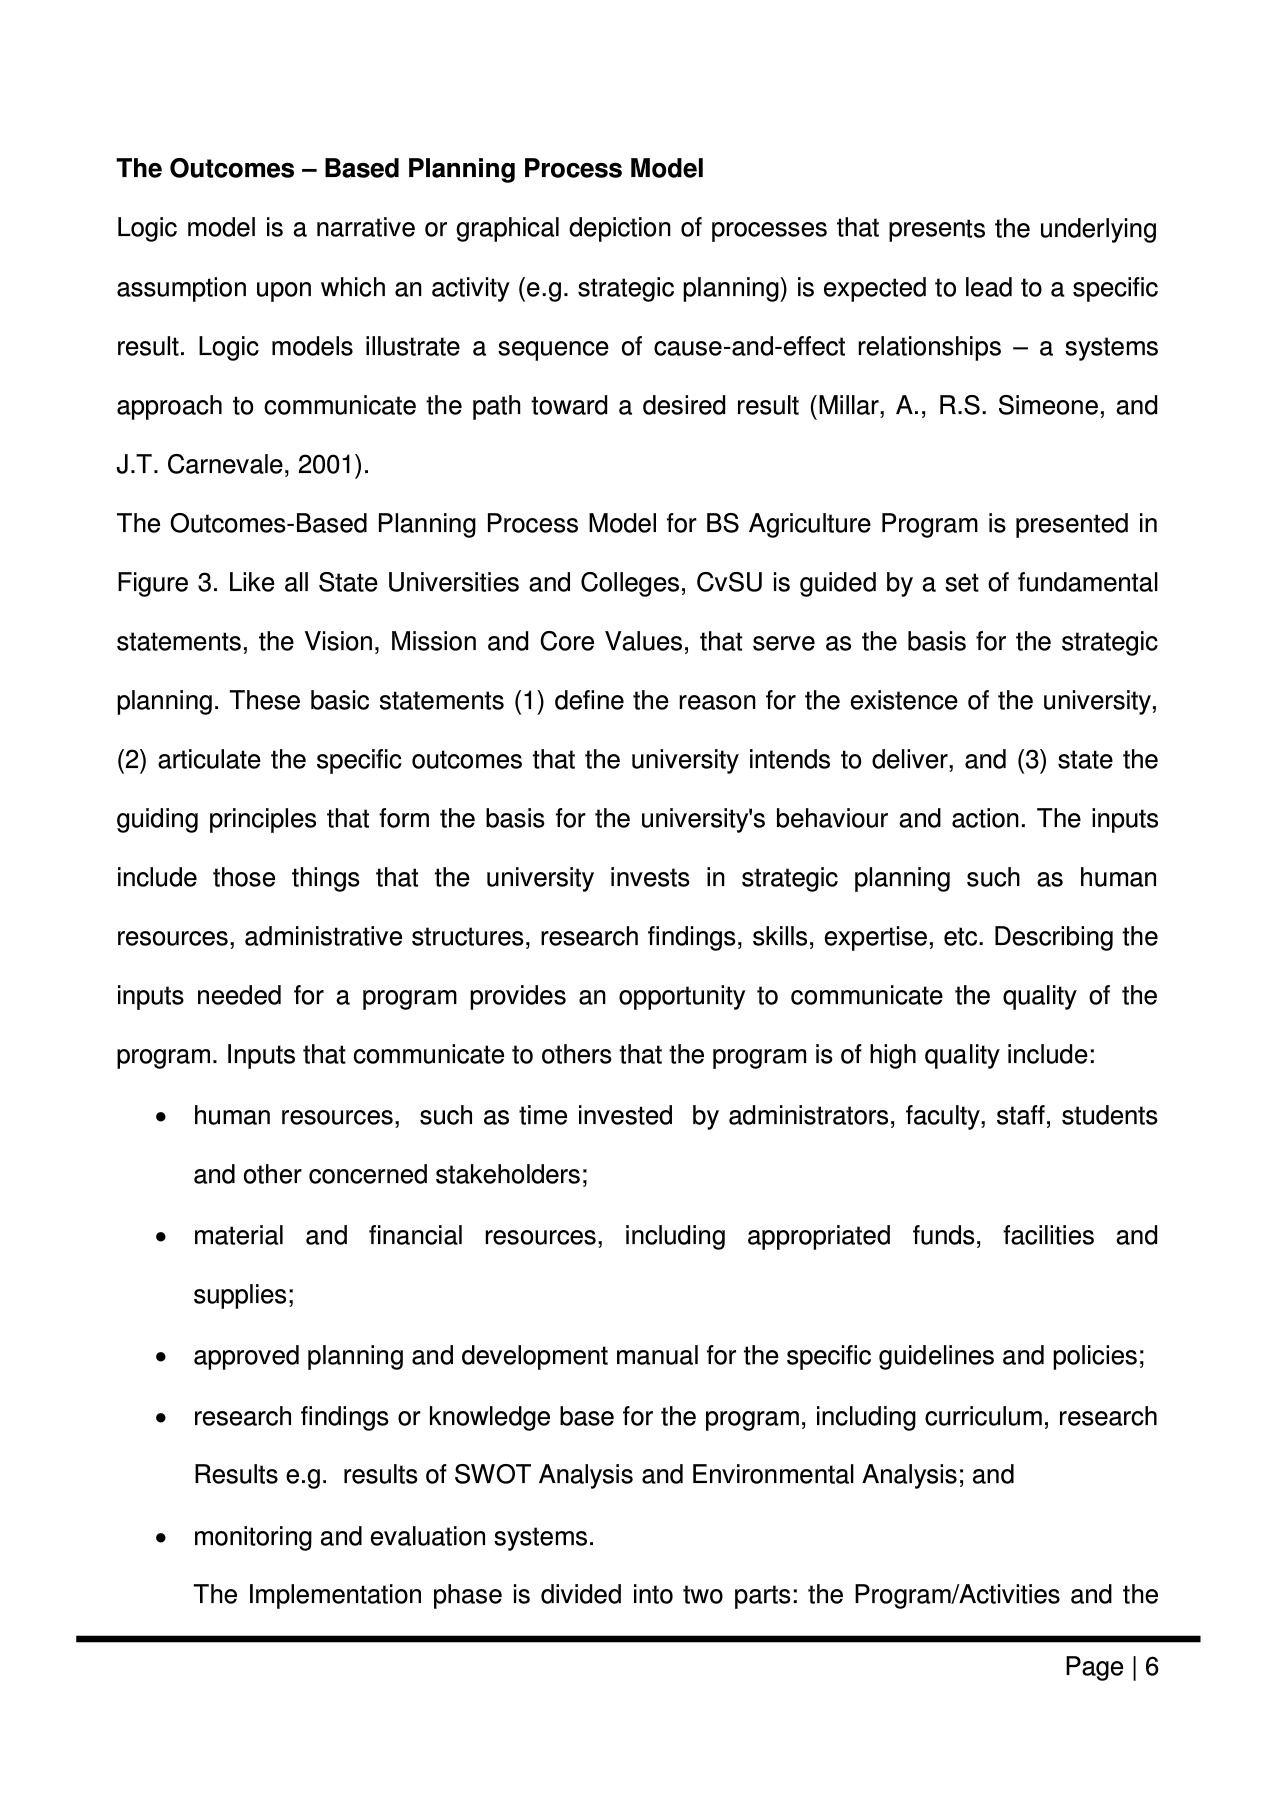 The Outcomes – Based Planning Process Model
Logic model is a narrative or graphical depiction of processes that presents the underlying
assumption upon which an activity (e.g. strategic planning) is expected to lead to a specific
result. Logic models illustrate a sequence of cause-and-effect relationships – a systems
approach to communicate the path toward a desired result (Millar, A., R.S. Simeone, and
J.T. Carnevale, 2001).
The Outcomes-Based Planning Process Model for BS Agriculture Program is presented in
Figure 3. Like all State Universities and Colleges, CvSU is guided by a set of fundamental
statements, the Vision, Mission and Core Values, that serve as the basis for the strategic
planning. These basic statements (1) define the reason for the existence of the university,
(2) articulate the specific outcomes that the university intends to deliver, and (3) state the
guiding principles that form the basis for the university's behaviour and action. The inputs
include those things that the university invests in strategic planning such as human
resources, administrative structures, research findings, skills, expertise, etc. Describing the
inputs needed for a program provides an opportunity to communicate the quality of the
program. Inputs that communicate to others that the program is of high quality include:
• human resources, such as time invested by administrators, faculty, staff, students
and other concerned stakeholders;
• material and financial resources, including appropriated funds, facilities and
supplies;
• approved planning and development manual for the specific guidelines and policies;
• research findings or knowledge base for the program, including curriculum, research
Results e.g. results of SWOT Analysis and Environmental Analysis; and
• monitoring and evaluation systems.
The Implementation phase is divided into two parts: the Program/Activities and the
Page | 6